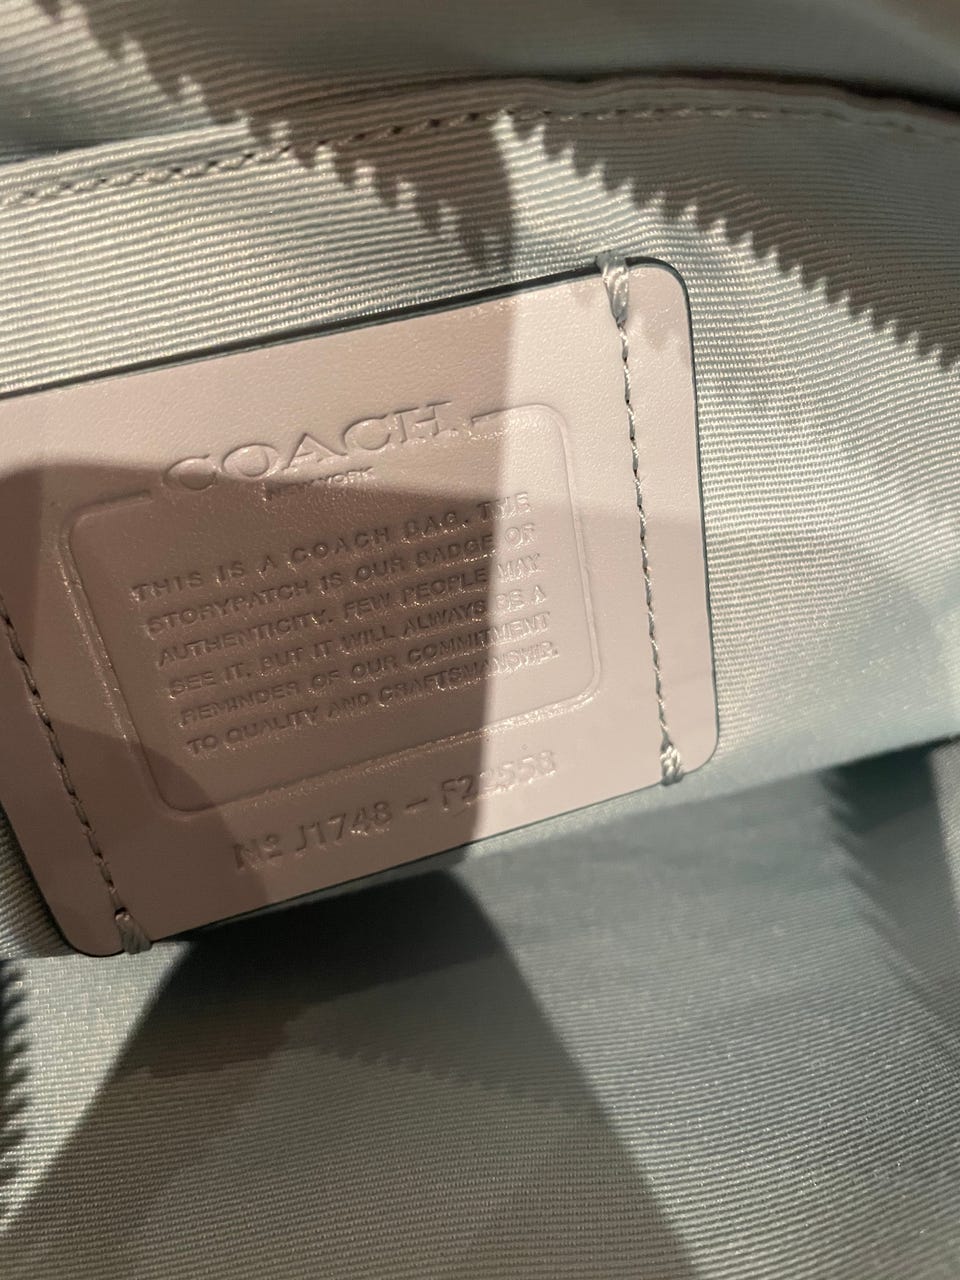 COACH
NEW YORK
THIS IS A COACH BAG. THE
STORYPATCH IS OUR BADGE OF
AUTHENTICITY. FEW PEOPLE MAY
SEE IT, BUT IT WILL ALWAYS BE A
REMINDER OF OUR COMMITMENT
TO QUALITY AND CRAFTSMANSHIP.
Nº J1748 - F22558